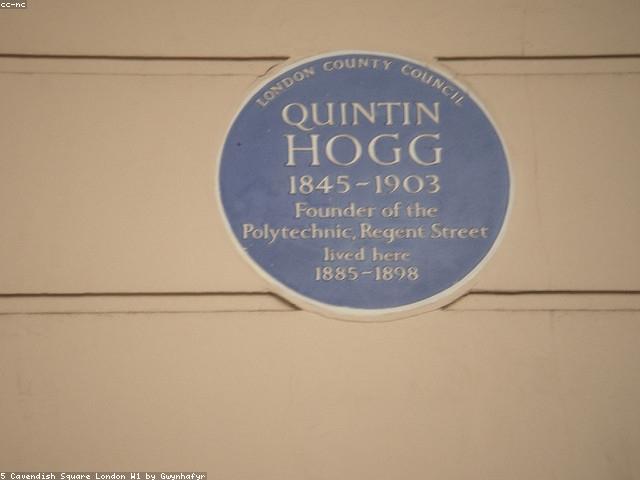 cc-nc
LONDON COUNTY COUNCIL
QUINTIN
HOGG
1845-1903
Founder of the
Polytechnic, Regent Street
lived here
1885-1898
5 Cavendish Square London W1 by Gwynhafyr